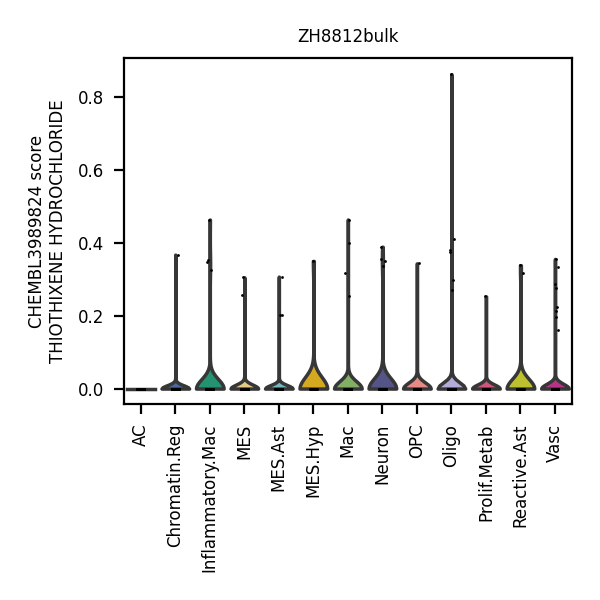 ZH8812bulk
CHEMBL3989824 score
THIOTHIXENE HYDROCHLORIDE
0.8
0.6
0.4
0.2
0.0
AC
Chromatin.Reg
Inflammatory.Mac
MES
MES.Ast
MES.Hyp
Mac
Neuron
OPC
Oligo
Prolif.Metab
Reactive.Ast
Vasc